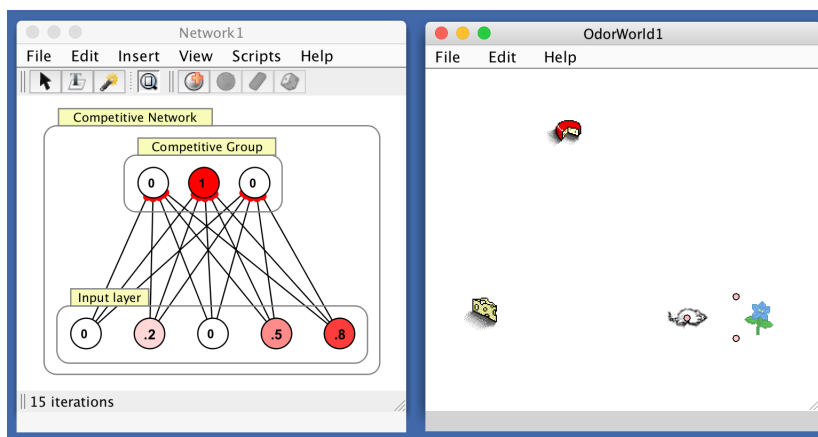 Network1
File Edit Insert View Scripts Help
Competitive Network
Competitive Group
0 1 0
Input layer
0 .2 0 .5 .8
15 iterations
OdorWorld1
File Edit Help